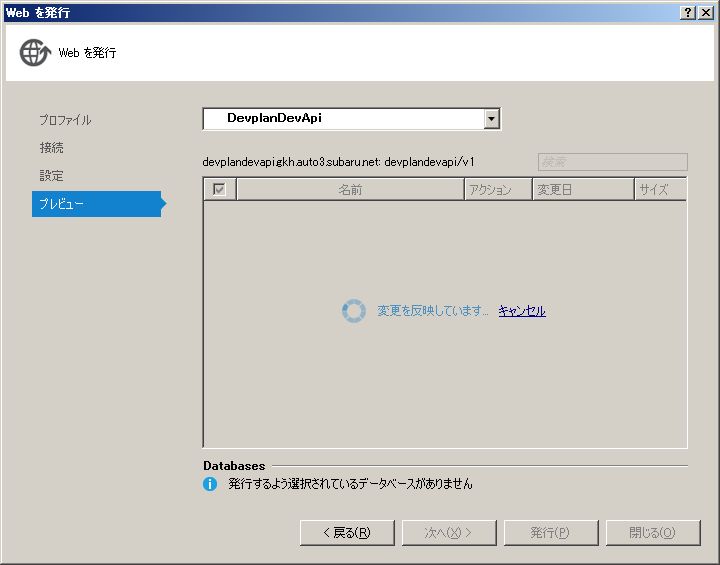 Web を発行
Web を発行
プロファイル
接続
設定
プレビュー
DevplanDevApi
devplandevapi.gkh.auto3.subaru.net: devplandevapi/v1
検索
名前 アクション 変更日 サイズ
変更を反映しています... キャンセル
Databases
発行するよう選択されているデータベースがありません
< 戻る(R) 次へ(X) > 発行(P) 閉じる(O)